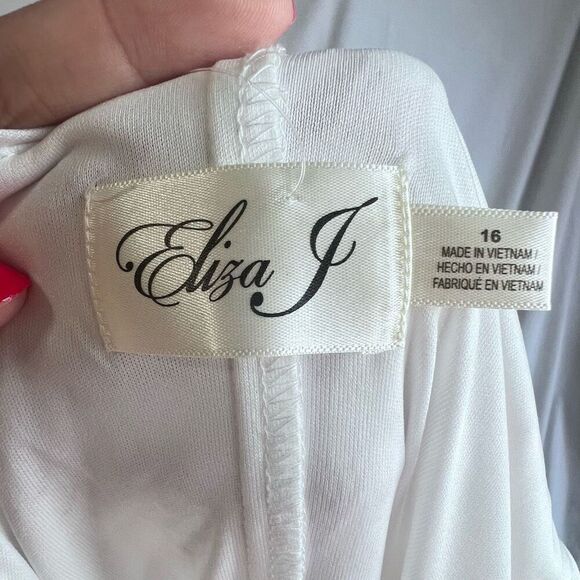 Eliza J
16
MADE IN VIETNAM/
HECHO EN VIETNAM/
FABRIQUÉ EN VIETNAM